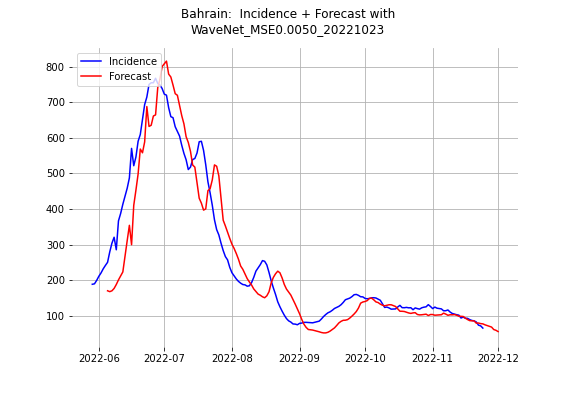 Bahrain:  Incidence + Forecast with
WaveNet_MSE0.0050_20221023
Incidence
Forecast
800
700
600
500
400
300
200
100
2022-06 2022-07 2022-08 2022-09 2022-10 2022-11 2022-12